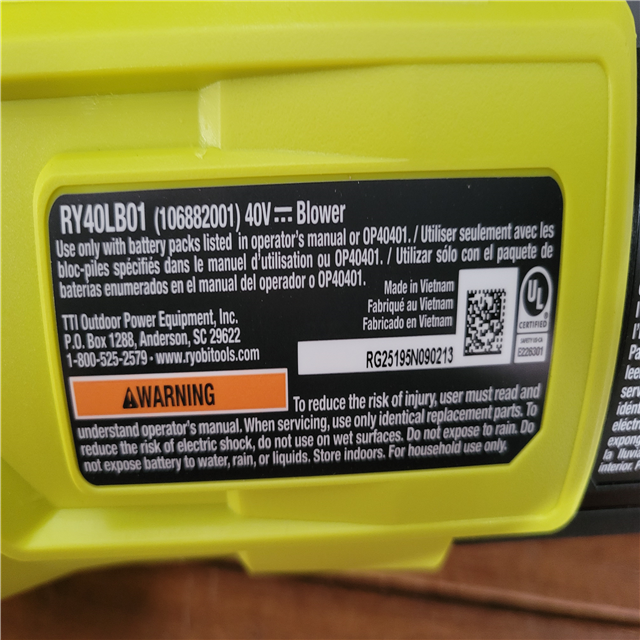 RY40LB01 (106882001) 40V⎓ Blower
Use only with battery packs listed in operator's manual or OP40401. / Utiliser seulement avec les
bloc-piles spécifiés dans le manuel d'utilisation ou OP40401. / Utilizar sólo con el paquete de
baterias enumerados en el manual del operador o OP40401.
TTI Outdoor Power Equipment, Inc.
P.O. Box 1288, Anderson, SC 29622
1-800-525-2579 · www.ryobitools.com
Made in Vietnam
Fabriqué au Vietnam
Fabricado en Vietnam
RG25195N090213
UL
CERTIFIED
SAFETY US-CA
E226301
⚠WARNING
To reduce the risk of injury, user must read and
understand operator's manual. When servicing, use only identical replacement parts. To
reduce the risk of electric shock, do not use on wet surfaces. Do not expose to rain. Do
not expose battery to water, rain, or liquids. Store indoors. For household use only.